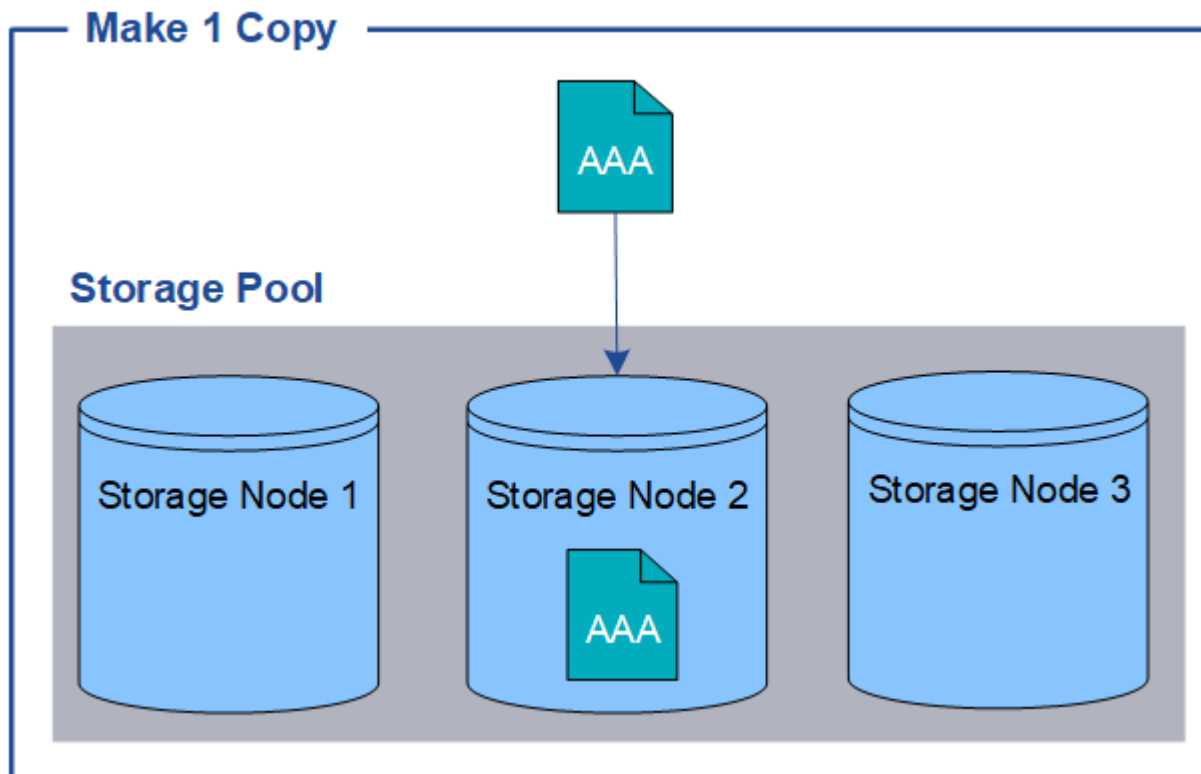 Make 1 Copy
AAA
Storage Pool
Storage Node 1
Storage Node 2
Storage Node 3
AAA